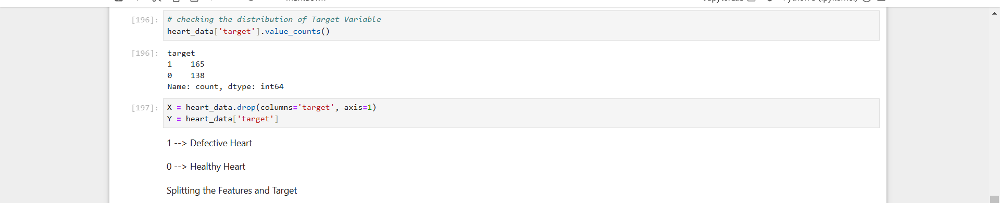 [196]: # checking the distribution of Target Variable
heart_data['target'].value_counts()
[196]: target
1    165
0    138
Name: count, dtype: int64
[197]: X = heart_data.drop(columns='target', axis=1)
Y = heart_data['target']
1 --> Defective Heart
0 --> Healthy Heart
Splitting the Features and Target